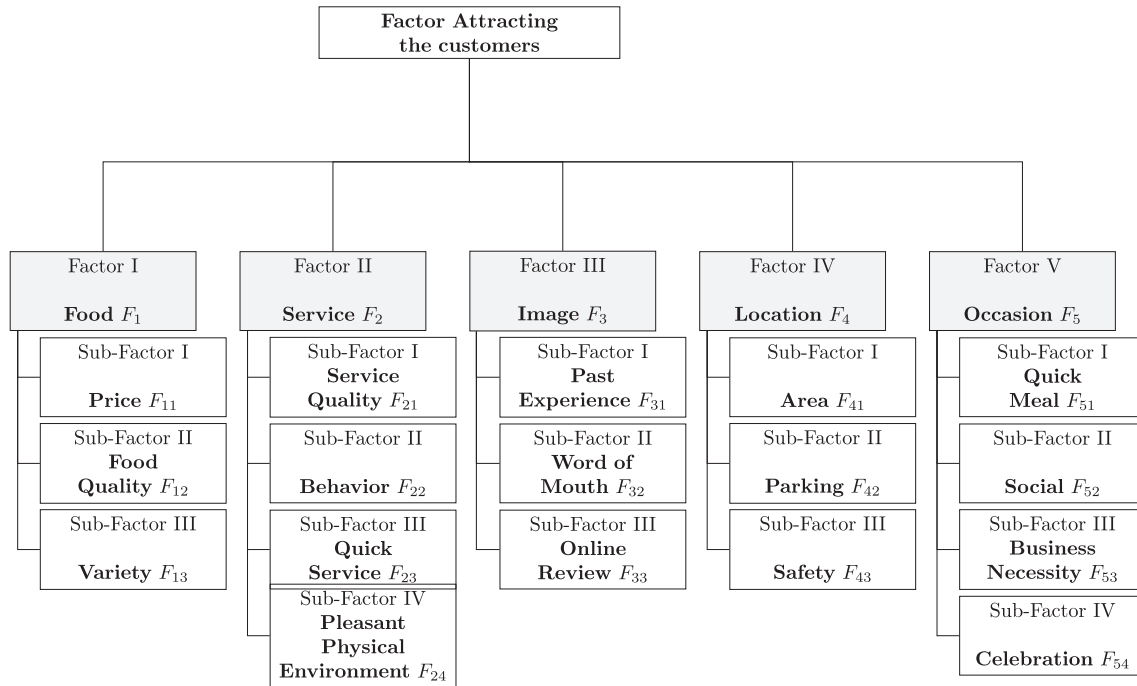 Factor Attracting
the customers
Factor I
Food F₁
Sub-Factor I
Price F₁₁
Sub-Factor II
Food
Quality F₁₂
Sub-Factor III
Variety F₁₃
Factor II
Service F₂
Sub-Factor I
Service
Quality F₂₁
Sub-Factor II
Behavior F₂₂
Sub-Factor III
Quick
Service F₂₃
Sub-Factor IV
Pleasant
Physical
Environment F₂₄
Factor III
Image F₃
Sub-Factor I
Past
Experience F₃₁
Sub-Factor II
Word of
Mouth F₃₂
Sub-Factor III
Online
Review F₃₃
Factor IV
Location F₄
Sub-Factor I
Area F₄₁
Sub-Factor II
Parking F₄₂
Sub-Factor III
Safety F₄₃
Factor V
Occasion F₅
Sub-Factor I
Quick
Meal F₅₁
Sub-Factor II
Social F₅₂
Sub-Factor III
Business
Necessity F₅₃
Sub-Factor IV
Celebration F₅₄